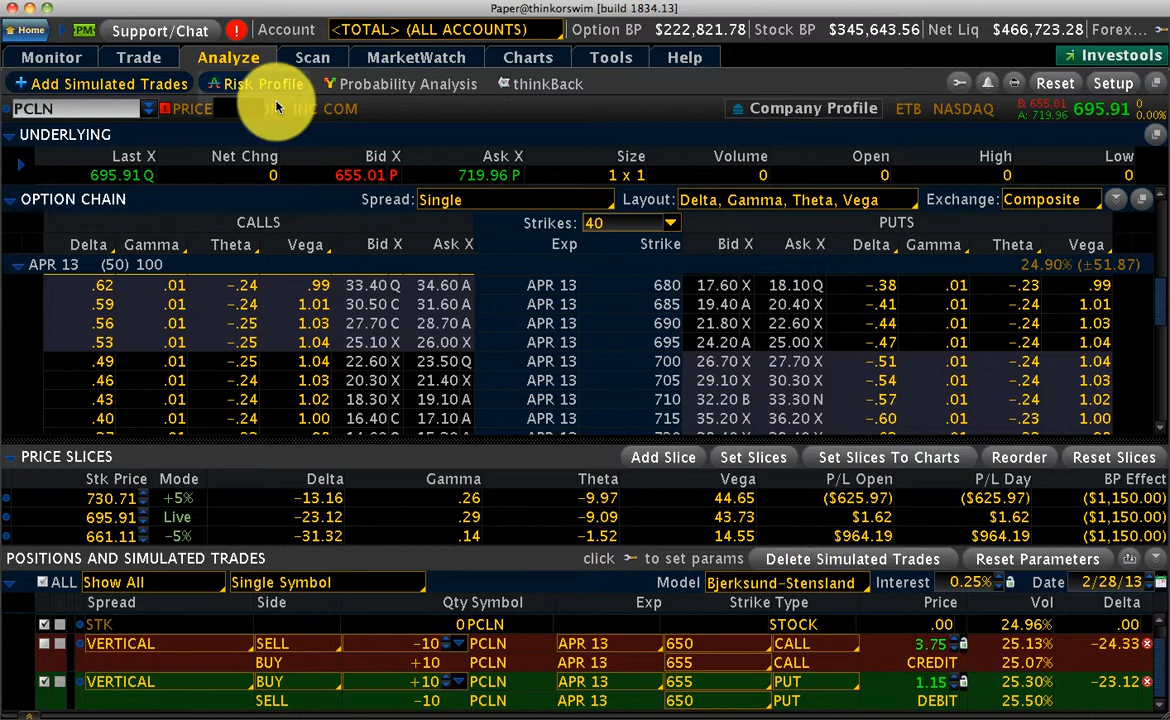 Paper@thinkorswim [build 1834.13]
Home PM Support/Chat ! Account <TOTAL> (ALL ACCOUNTS) Option BP $222,821.78 Stock BP $345,643.56 Net Liq $466,723.28 Forex...
Monitor Trade Analyze Scan MarketWatch Charts Tools Help Investools
+ Add Simulated Trades Risk Profile Probability Analysis thinkBack Reset Setup
PCLN PRICE INC COM Company Profile ETB NASDAQ B: 655.01 A: 719.96 695.91 0 0.00%
UNDERLYING
Last X Net Chng Bid X Ask X Size Volume Open High Low
695.91 Q 0 655.01 P 719.96 P 1 x 1 0 0 0 0
OPTION CHAIN Spread: Single Layout: Delta, Gamma, Theta, Vega Exchange: Composite
CALLS Strikes: 40 PUTS
Delta Gamma Theta Vega Bid X Ask X Exp Strike Bid X Ask X Delta Gamma Theta Vega
APR 13 (50) 100 24.90% (±51.87)
.62 .01 -.24 .99 33.40 Q 34.60 A APR 13 680 17.60 X 18.10 Q -.38 .01 -.23 .99
.59 .01 -.24 1.01 30.50 C 31.60 A APR 13 685 19.40 X 20.40 A -.41 .01 -.24 1.01
.56 .01 -.25 1.03 27.70 C 28.70 A APR 13 690 21.80 X 22.60 X -.44 .01 -.24 1.03
.53 .01 -.25 1.04 25.10 X 26.00 X APR 13 695 24.20 A 25.00 X -.47 .01 -.24 1.04
.49 .01 -.25 1.04 22.60 X 23.50 Q APR 13 700 26.70 X 27.70 X -.51 .01 -.24 1.04
.46 .01 -.24 1.03 20.30 X 21.40 X APR 13 705 29.10 X 30.30 X -.54 .01 -.24 1.03
.43 .01 -.24 1.02 18.30 X 19.10 A APR 13 710 32.20 B 33.30 N -.57 .01 -.24 1.02
.40 .01 -.24 1.00 16.40 C 17.10 A APR 13 715 35.20 X 36.20 X -.60 .01 -.23 1.00
PRICE SLICES Add Slice Set Slices Set Slices To Charts Reorder Reset Slices
Stk Price Mode Delta Gamma Theta Vega P/L Open P/L Day BP Effect
730.71 +5% -13.16 .26 -9.97 44.65 ($625.97) ($625.97) ($1,150.00)
695.91 Live -23.12 .29 -9.09 43.73 $1.62 $1.62 ($1,150.00)
661.11 -5% -31.32 .14 -1.52 14.55 $964.19 $964.19 ($1,150.00)
POSITIONS AND SIMULATED TRADES click to set params Delete Simulated Trades Reset Parameters
ALL Show All Single Symbol Model Bjerksund-Stensland Interest 0.25% Date 2/28/13
Spread Side Qty Symbol Exp Strike Type Price Vol Delta
STK 0 PCLN STOCK .00 24.96% .00
VERTICAL SELL -10 PCLN APR 13 650 CALL 3.75 25.13% -24.33
BUY +10 PCLN APR 13 655 CALL CREDIT 25.07%
VERTICAL BUY +10 PCLN APR 13 655 PUT 1.15 25.30% -23.12
SELL -10 PCLN APR 13 650 PUT DEBIT 25.50%